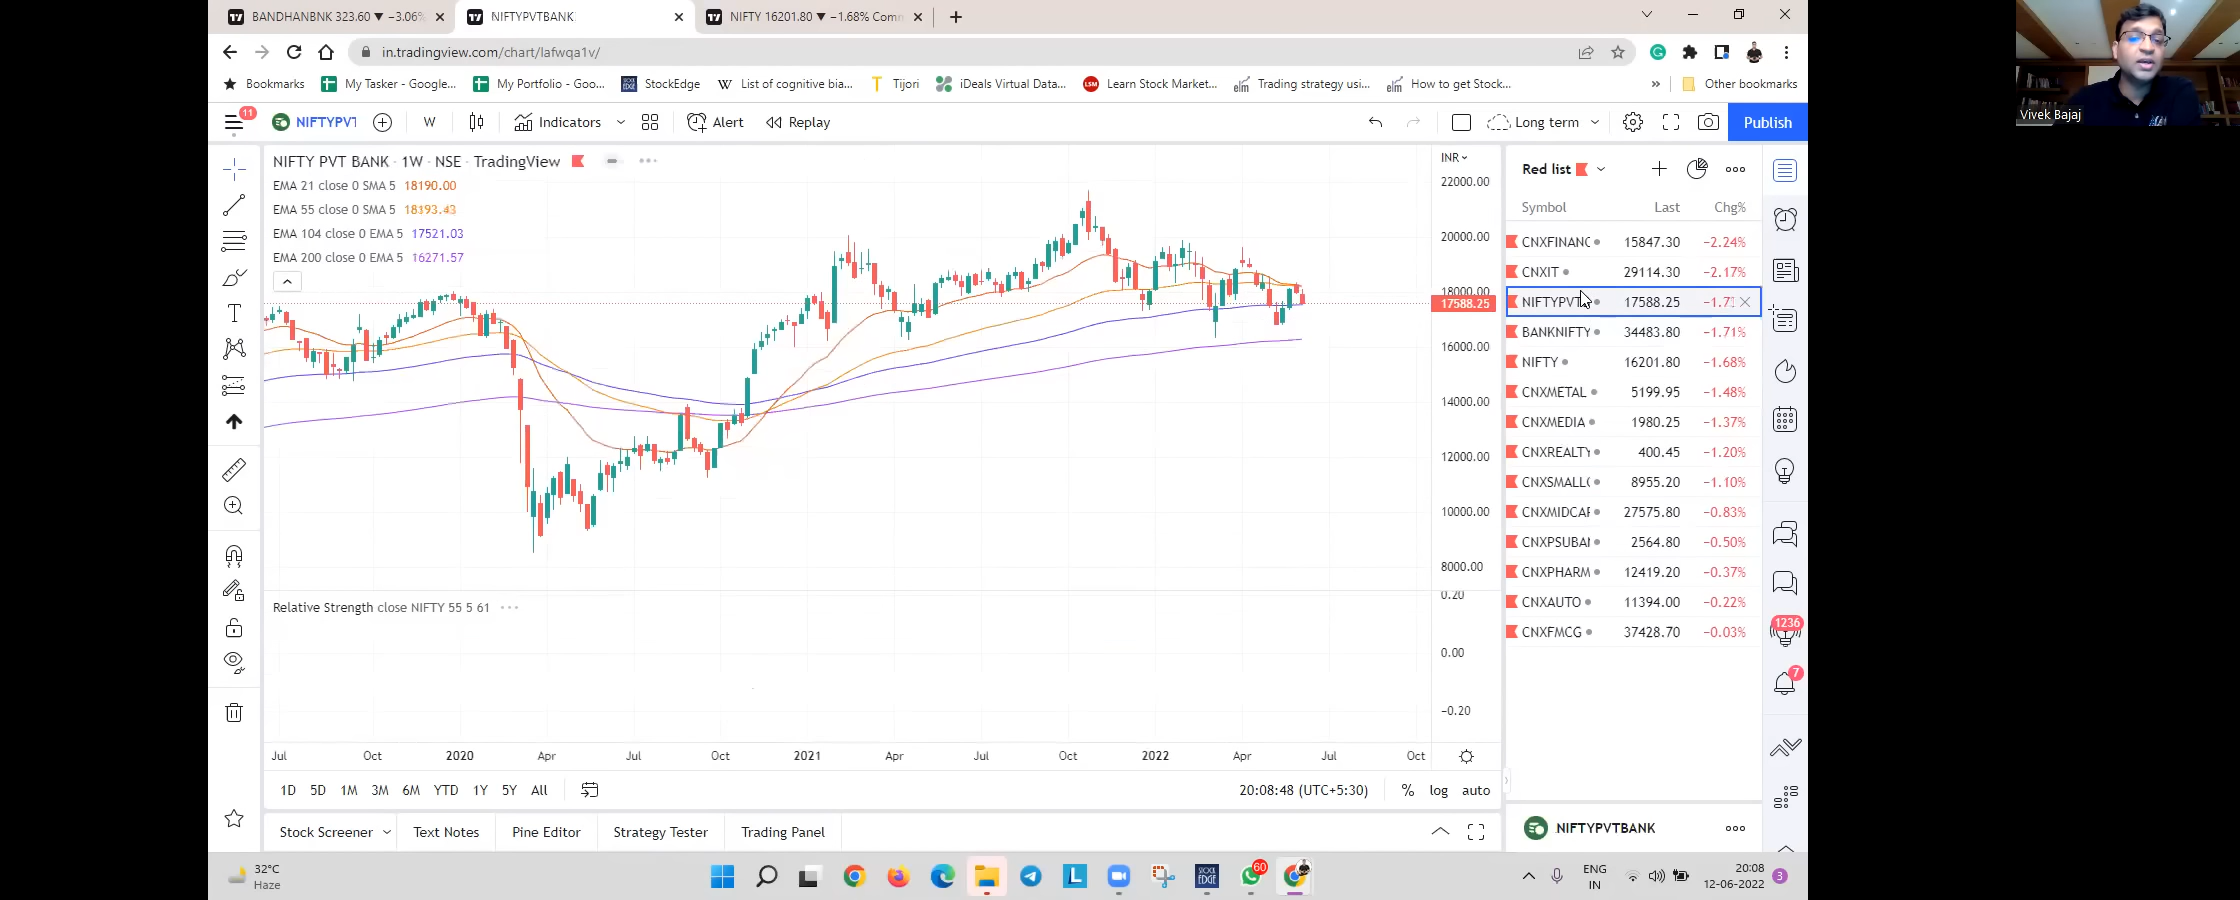 BANDHANBNK 323.60 ▼ −3.06%
NIFTYPVTBANK
NIFTY 16201.80 ▼ −1.68% Comm
in.tradingview.com/chart/lafwqa1v/
Bookmarks
My Tasker - Google...
My Portfolio - Goo...
StockEdge
List of cognitive bia...
Tijori
iDeals Virtual Data...
Learn Stock Market...
Trading strategy usi...
How to get Stock...
Other bookmarks
11
NIFTYPVT
W
Indicators
Alert
Replay
Long term
Publish
Vivek Bajaj
NIFTY PVT BANK · 1W · NSE · TradingView
EMA 21 close 0 SMA 5 18190.00
EMA 55 close 0 SMA 5 18193.43
EMA 104 close 0 EMA 5 17521.03
EMA 200 close 0 EMA 5 16271.57
INR
22000.00
20000.00
18000.00
17588.25
16000.00
14000.00
12000.00
10000.00
8000.00
Relative Strength close NIFTY 55 5 61
0.20
0.00
−0.20
Jul Oct 2020 Apr Jul Oct 2021 Apr Jul Oct 2022 Apr Jul Oct
1D 5D 1M 3M 6M YTD 1Y 5Y All
20:08:48 (UTC+5:30) % log auto
Stock Screener Text Notes Pine Editor Strategy Tester Trading Panel
Red list
Symbol Last Chg%
CNXFINANC 15847.30 −2.24%
CNXIT 29114.30 −2.17%
NIFTYPVT 17588.25 −1.71
BANKNIFTY 34483.80 −1.71%
NIFTY 16201.80 −1.68%
CNXMETAL 5199.95 −1.48%
CNXMEDIA 1980.25 −1.37%
CNXREALTY 400.45 −1.20%
CNXSMALLC 8955.20 −1.10%
CNXMIDCAP 27575.80 −0.83%
CNXPSUBAN 2564.80 −0.50%
CNXPHARM 12419.20 −0.37%
CNXAUTO 11394.00 −0.22%
CNXFMCG 37428.70 −0.03%
1236
7
NIFTYPVTBANK
32°C
Haze
L
STOCK EDGE
60
ENG
IN
20:08
12-06-2022
3